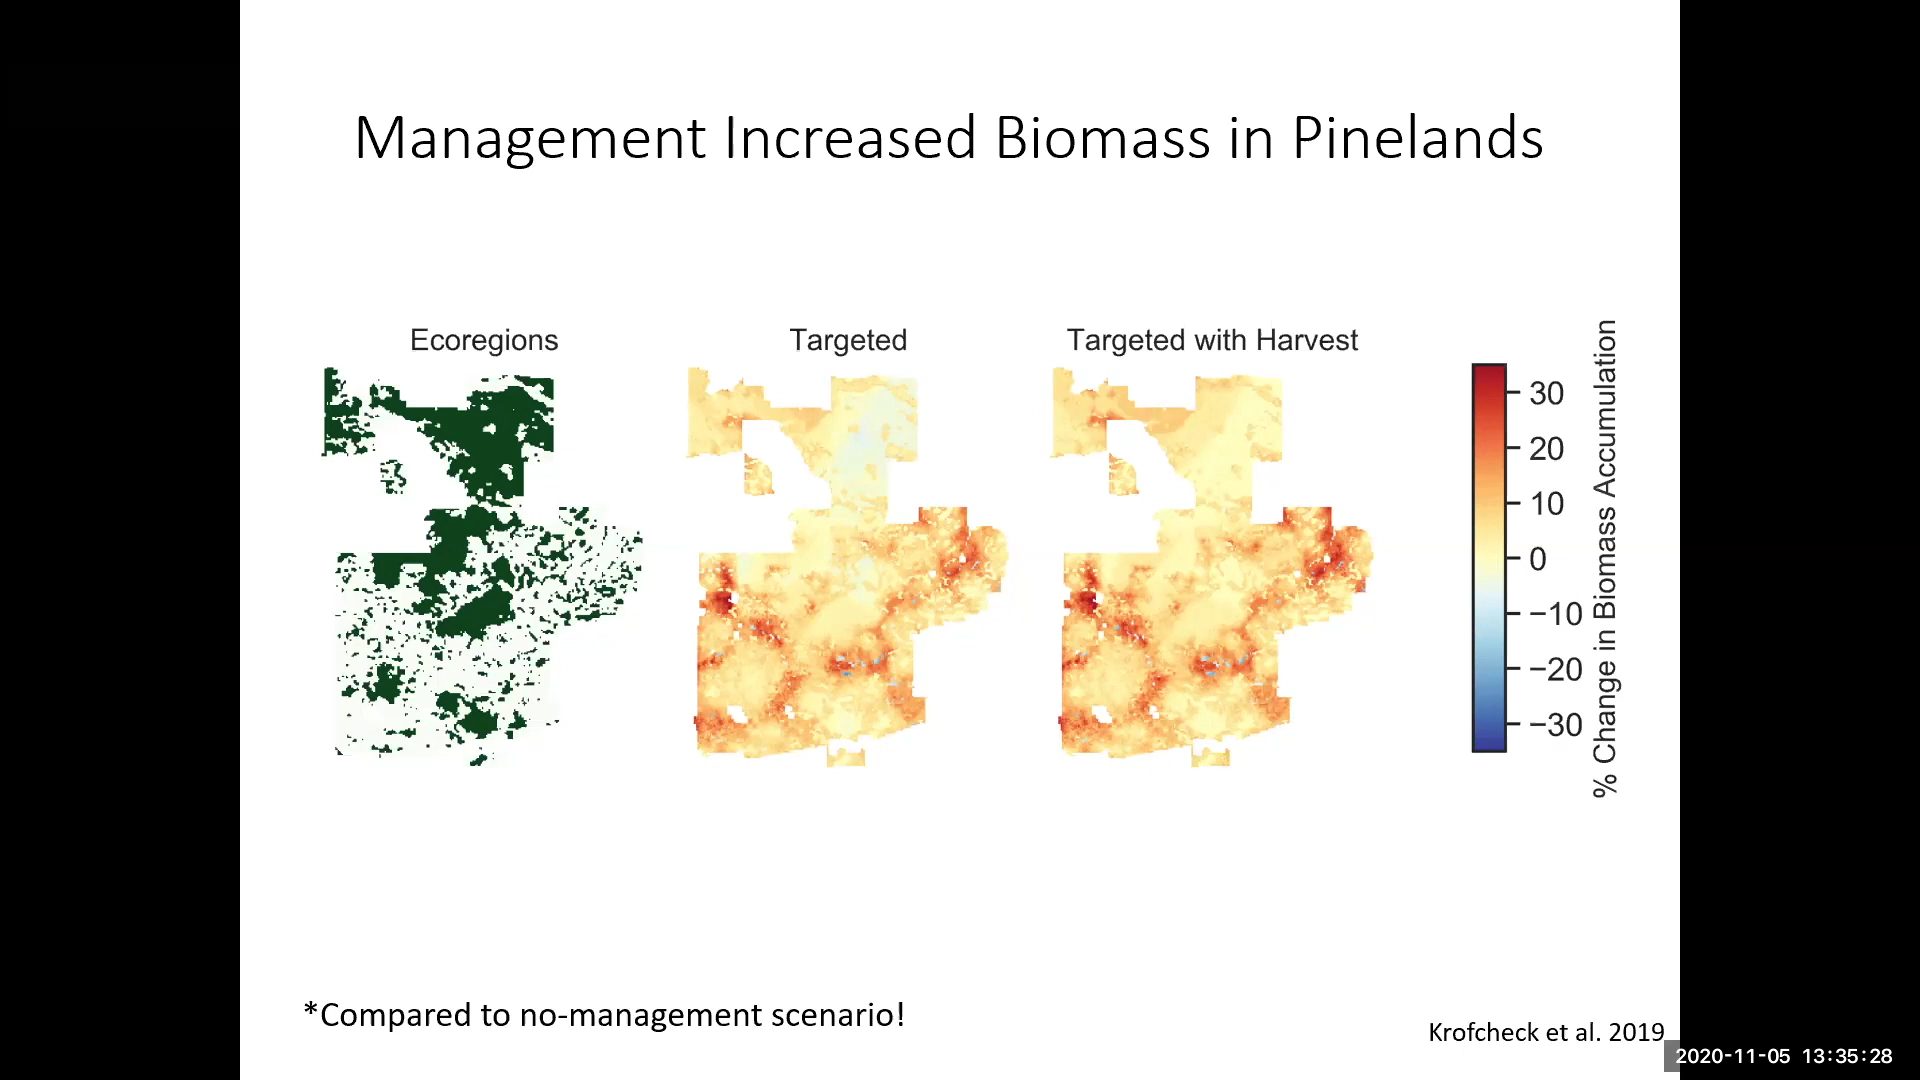 Management Increased Biomass in Pinelands
Ecoregions
Targeted
Targeted with Harvest
30
20
10
0
−10
−20
−30
% Change in Biomass Accumulation
*Compared to no-management scenario!
Krofcheck et al. 2019
2020-11-05 13:35:28